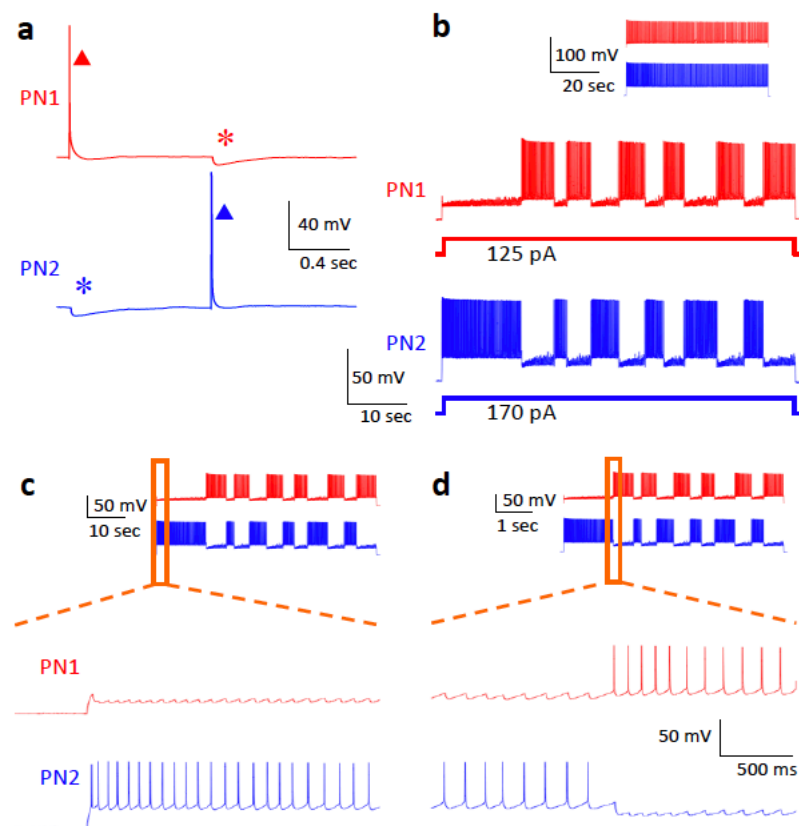 a
PN1
*
PN2
*
40 mV
0.4 sec
50 mV
10 sec
b
100 mV
20 sec
PN1
125 pA
PN2
170 pA
c
50 mV
10 sec
PN1
PN2
d
50 mV
1 sec
50 mV
500 ms